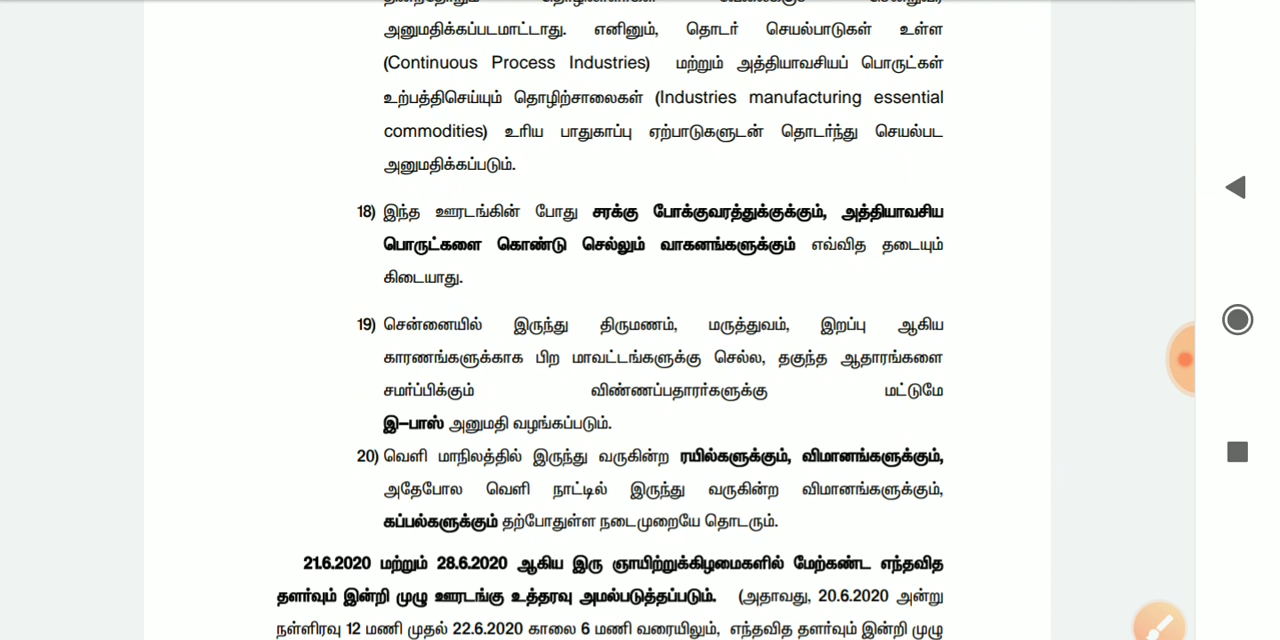 அனுமதிக்கப்படமாட்டாது. எனினும், தொடர் செயல்பாடுகள் உள்ள
(Continuous Process Industries) மற்றும் அத்தியாவசியப் பொருட்கள்
உற்பத்திசெய்யும் தொழிற்சாலைகள் (Industries manufacturing essential
commodities) உரிய பாதுகாப்பு ஏற்பாடுகளுடன் தொடர்ந்து செயல்பட
அனுமதிக்கப்படும்.
18) இந்த ஊரடங்கின் போது சரக்கு போக்குவரத்துக்குக்கும், அத்தியாவசிய
பொருட்களை கொண்டு செல்லும் வாகனங்களுக்கும் எவ்வித தடையும்
கிடையாது.
19) சென்னையில் இருந்து திருமணம், மருத்துவம், இறப்பு ஆகிய
காரணங்களுக்காக பிற மாவட்டங்களுக்கு செல்ல, தகுந்த ஆதாரங்களை
சமர்ப்பிக்கும் விண்ணப்பதாரர்களுக்கு மட்டுமே
இ–பாஸ் அனுமதி வழங்கப்படும்.
20) வெளி மாநிலத்தில் இருந்து வருகின்ற ரயில்களுக்கும், விமானங்களுக்கும்,
அதேபோல வெளி நாட்டில் இருந்து வருகின்ற விமானங்களுக்கும்,
கப்பல்களுக்கும் தற்போதுள்ள நடைமுறையே தொடரும்.
21.6.2020 மற்றும் 28.6.2020 ஆகிய இரு ஞாயிற்றுக்கிழமைகளில் மேற்கண்ட எந்தவித
தளர்வும் இன்றி முழு ஊரடங்கு உத்தரவு அமல்படுத்தப்படும். (அதாவது, 20.6.2020 அன்று
நள்ளிரவு 12 மணி முதல் 22.6.2020 காலை 6 மணி வரையிலும், எந்தவித தளர்வும் இன்றி முழு